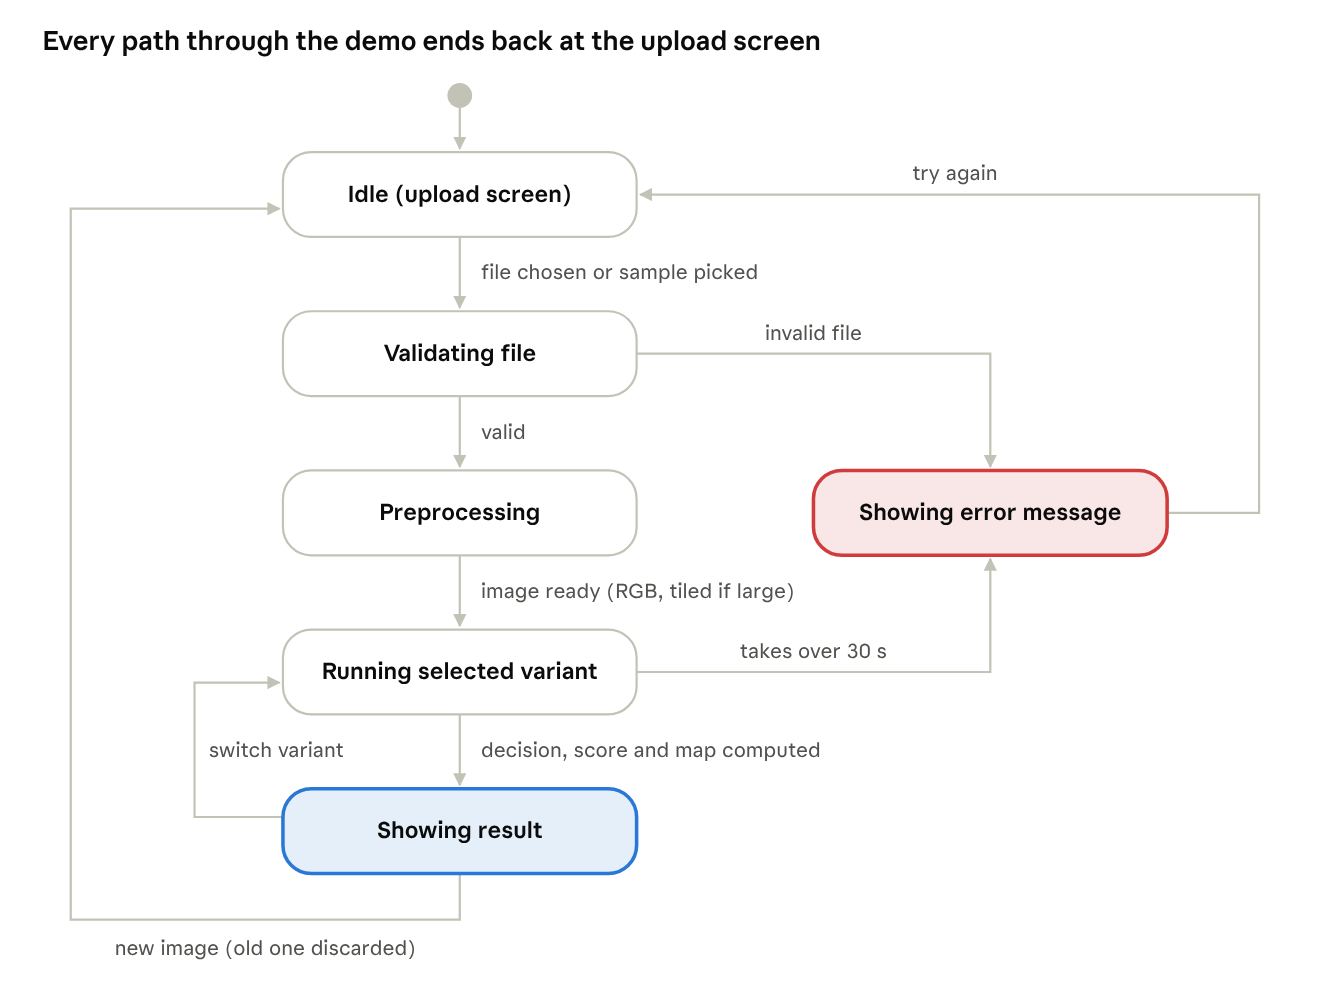 Every path through the demo ends back at the upload screen
Idle (upload screen)
try again
file chosen or sample picked
Validating file
invalid file
valid
Preprocessing
Showing error message
image ready (RGB, tiled if large)
Running selected variant
takes over 30 s
switch variant
decision, score and map computed
Showing result
new image (old one discarded)